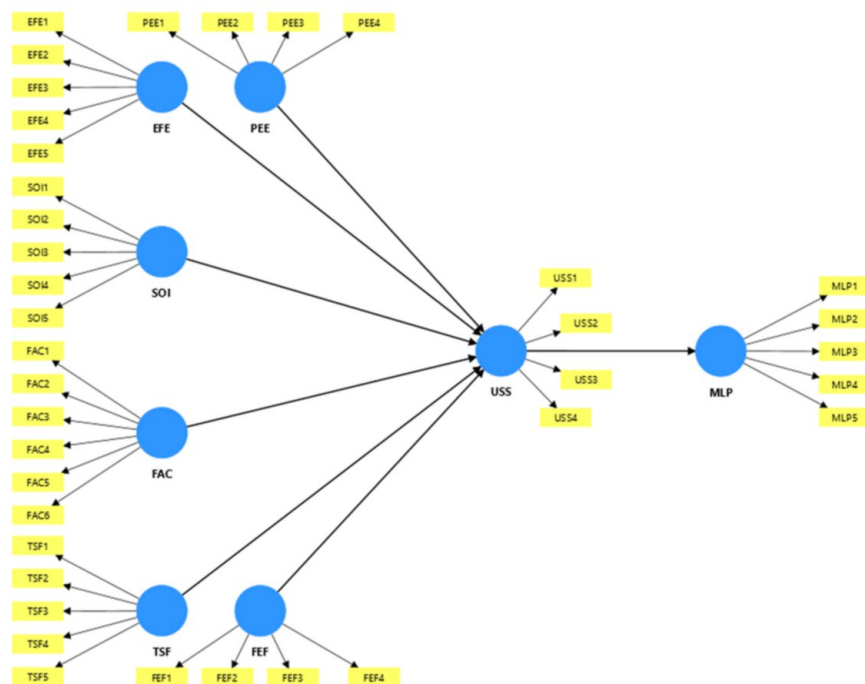 EFE1
PEE1
PEE2
PEE3
PEE4
EFE2
EFE3
EFE4
EFE5
EFE
PEE
SOI1
SOI2
SOI3
SOI4
SOI5
SOI
FAC1
FAC2
FAC3
FAC4
FAC5
FAC6
FAC
USS1
USS2
USS3
USS4
USS
MLP1
MLP2
MLP3
MLP4
MLP5
MLP
TSF1
TSF2
TSF3
TSF4
TSF5
TSF
FEF
FEF1
FEF2
FEF3
FEF4